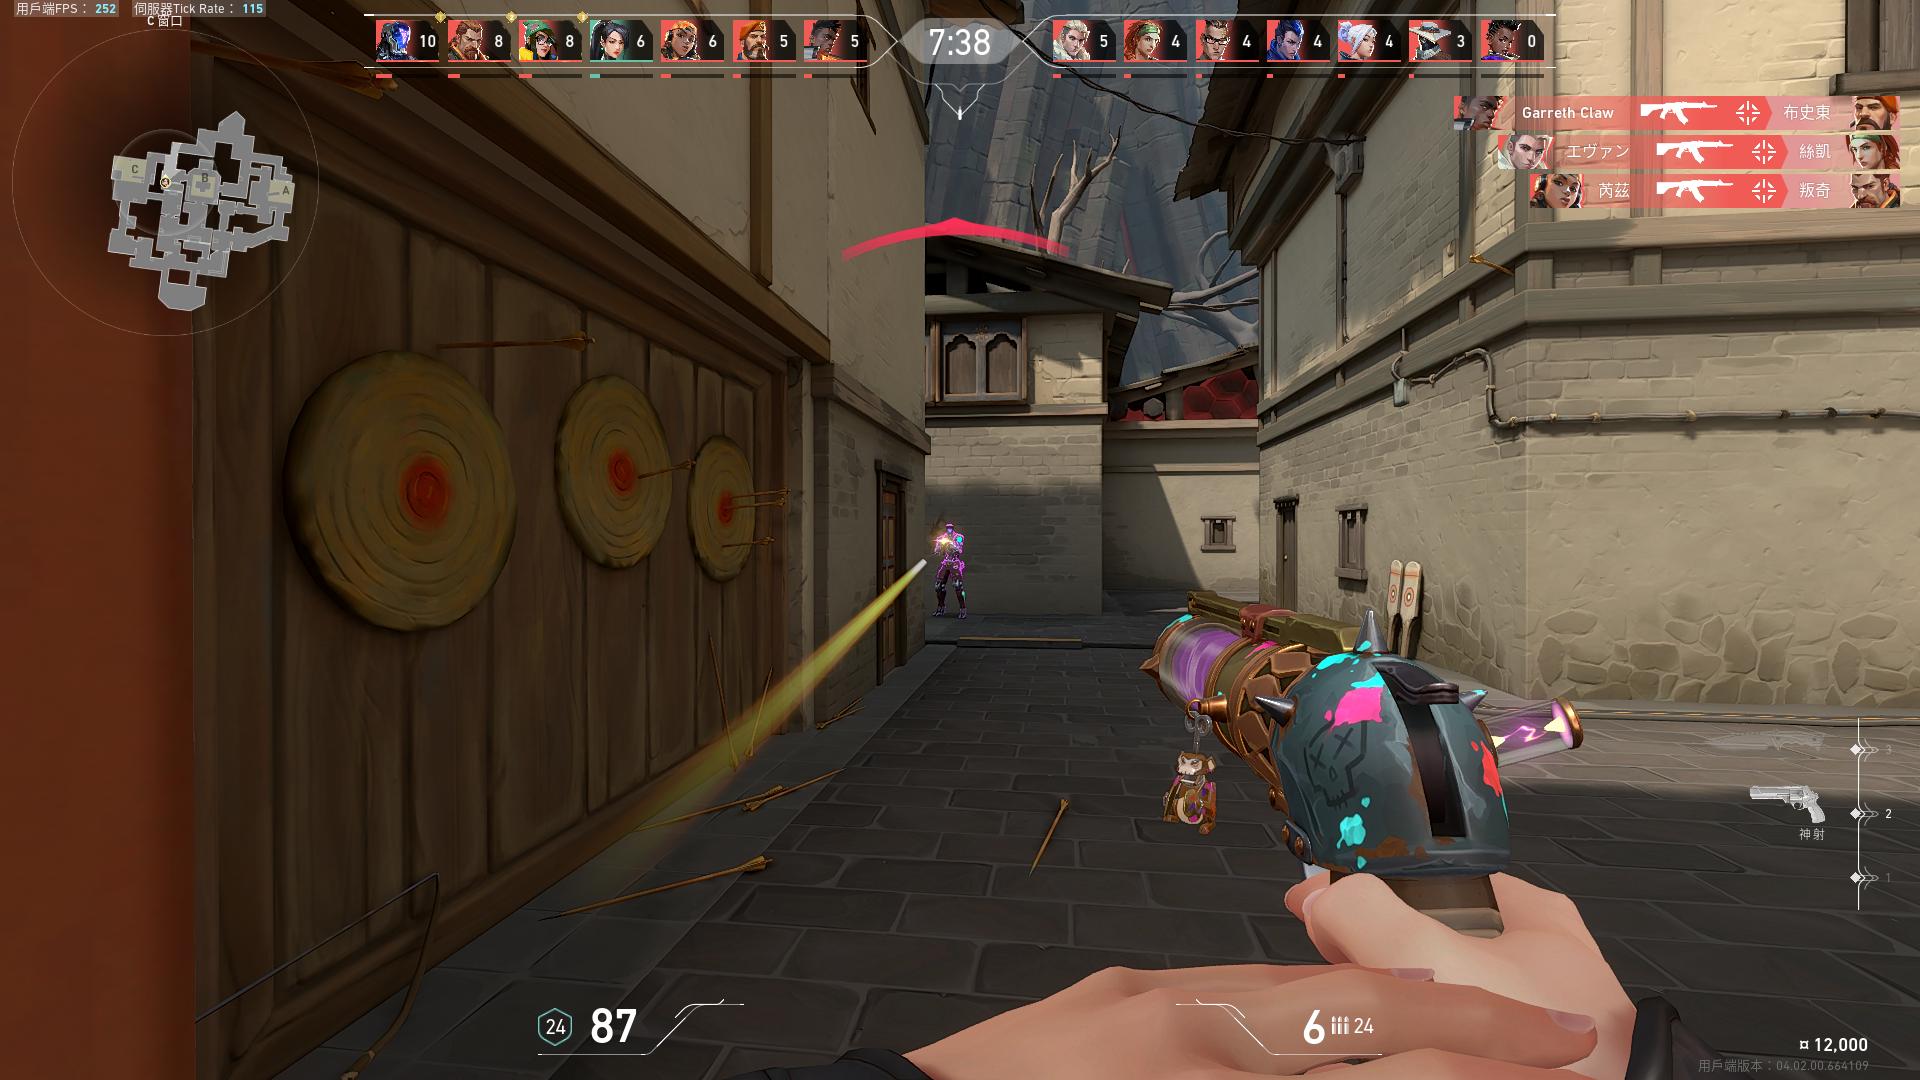 用戶端FPS： 252 伺服器Tick Rate： 115
C 窗口
10 8 8 6 6 5 5 7:38 5 4 4 4 4 3 0
Garreth Claw 布史東
エヴァン 絲凱
芮茲 叛奇
C B A
3
2
神射
1
24 87
6 24
¤ 12,000
用戶端版本：04.02.00.664109